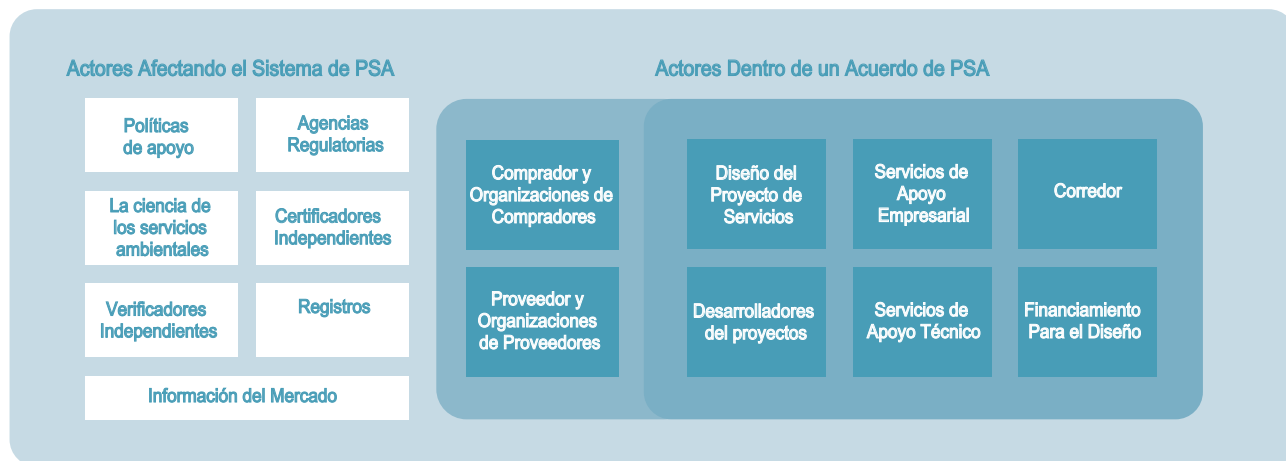 Actores Afectando el Sistema de PSA
Políticas
de apoyo
Agencias
Regulatorias
La ciencia de
los servicios
ambientales
Certificadores
Independientes
Verificadores
Independientes
Registros
Información del Mercado
Actores Dentro de un Acuerdo de PSA
Comprador y
Organizaciones de
Compradores
Diseño del
Proyecto de
Servicios
Servicios de
Apoyo
Empresarial
Corredor
Proveedor y
Organizaciones
de Proveedores
Desarrolladores
del proyectos
Servicios de
Apoyo Técnico
Financiamiento
Para el Diseño